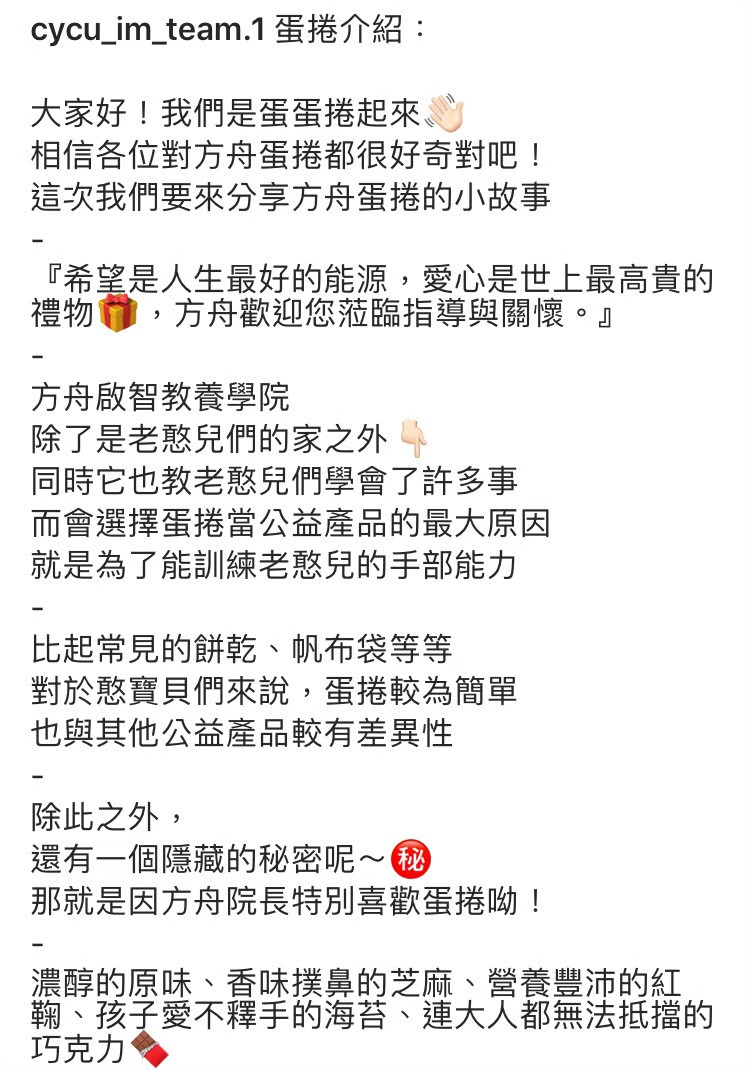 cycu_im_team.1 蛋捲介紹：
大家好！我們是蛋蛋捲起來👋🏻
相信各位對方舟蛋捲都很好奇對吧！
這次我們要來分享方舟蛋捲的小故事
-
『希望是人生最好的能源，愛心是世上最高貴的
禮物🎁，方舟歡迎您蒞臨指導與關懷。』
-
方舟啟智教養學院
除了是老憨兒們的家之外👇🏻
同時它也教老憨兒們學會了許多事
而會選擇蛋捲當公益產品的最大原因
就是為了能訓練老憨兒的手部能力
-
比起常見的餅乾、帆布袋等等
對於憨寶貝們來說，蛋捲較為簡單
也與其他公益產品較有差異性
-
除此之外，
還有一個隱藏的秘密呢～㊙️
那就是因方舟院長特別喜歡蛋捲呦！
-
濃醇的原味、香味撲鼻的芝麻、營養豐沛的紅
麴、孩子愛不釋手的海苔、連大人都無法抵擋的
巧克力🍫